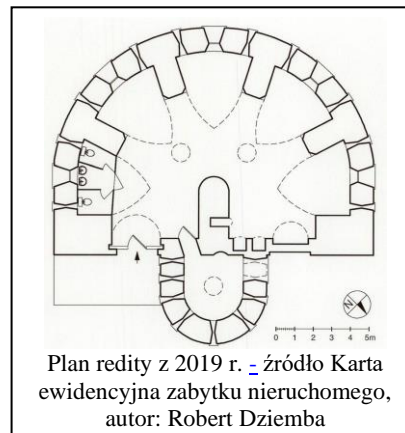 N
0 1 2 3 4 5m
Plan redity z 2019 r. - źródło Karta
ewidencyjna zabytku nieruchomego,
autor: Robert Dziemba